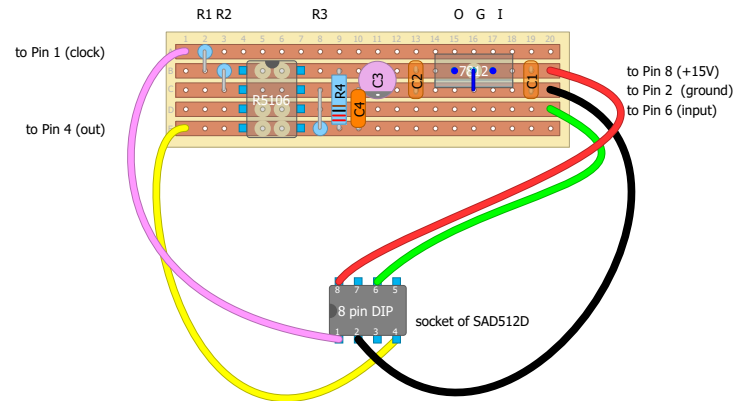 R1 R2 R3 O G I
1 2 3 4 5 6 7 8 9 10 11 12 13 14 15 16 17 18 19 20
to Pin 1 (clock)
to Pin 8 (+15V)
C3 C2 C1
R5106 R4 C4
to Pin 2 (ground)
to Pin 6 (input)
to Pin 4 (out)
8 7 6 5
8 pin DIP
socket of SAD512D
1 2 3 4